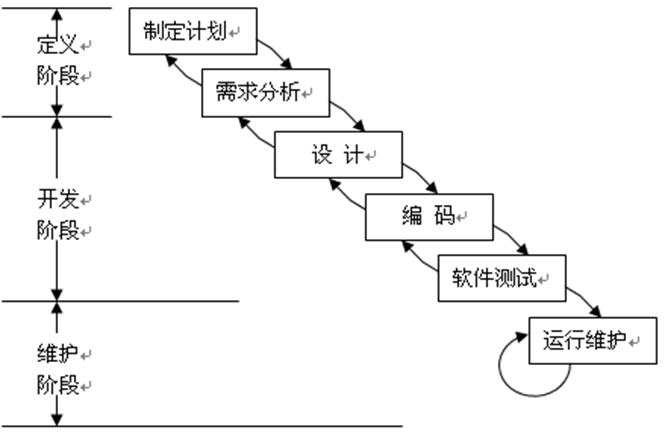 制定计划
定义
阶段
需求分析
设 计
开发
阶段
编 码
软件测试
运行维护
维护
阶段